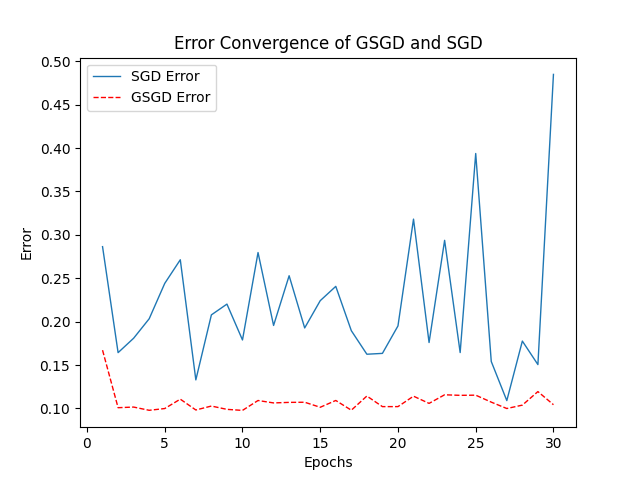 Error Convergence of GSGD and SGD
0.50
0.45
0.40
0.35
0.30
0.25
0.20
0.15
0.10
Error
SGD Error
GSGD Error
0 5 10 15 20 25 30
Epochs